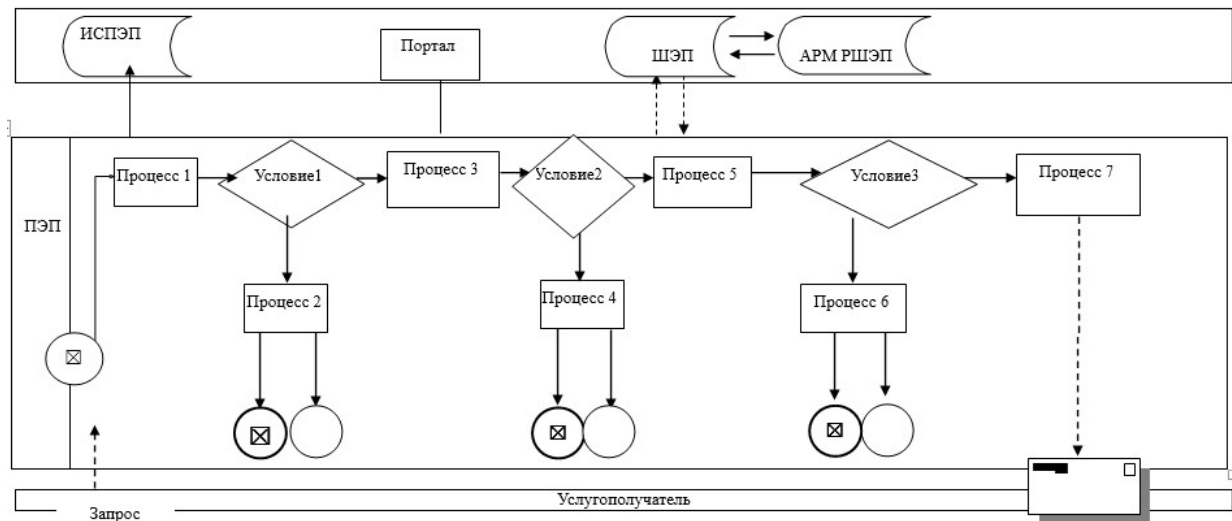 ИСПЭП
Портал
ШЭП
АРМ РШЭП
ПЭП
Процесс 1
Условие1
Процесс 3
Условие2
Процесс 5
Условие3
Процесс 7
Процесс 2
Процесс 4
Процесс 6
Услугополучатель
Запрос